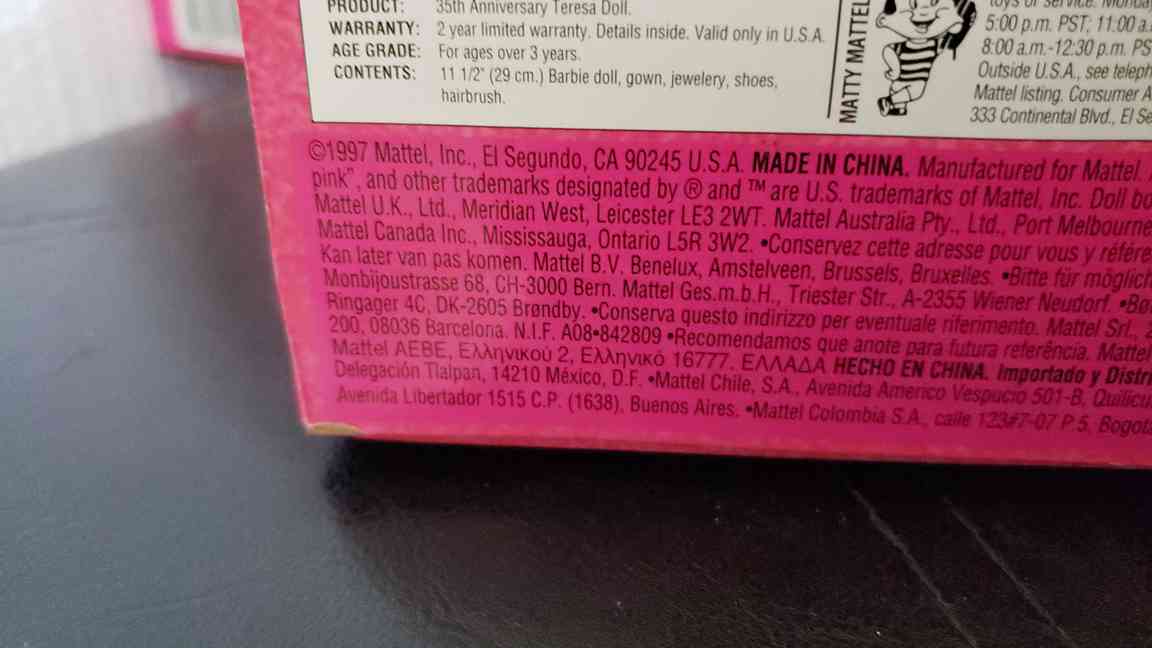 PRODUCT: 35th Anniversary Teresa Doll.
WARRANTY: 2 year limited warranty. Details inside. Valid only in U.S.A.
AGE GRADE: For ages over 3 years.
CONTENTS: 11 1/2" (29 cm.) Barbie doll, gown, jewelery, shoes,
hairbrush.
MATTY MATTEL
toys or service. Monday
5:00 p.m. PST; 11:00 a.
8:00 a.m.-12:30 p.m. PS
Outside U.S.A., see teleph
Mattel listing. Consumer A
333 Continental Blvd., El Se
©1997 Mattel, Inc., El Segundo, CA 90245 U.S.A. MADE IN CHINA. Manufactured for Mattel.
pink", and other trademarks designated by ® and ™ are U.S. trademarks of Mattel, Inc. Doll bo
Mattel U.K., Ltd., Meridian West, Leicester LE3 2WT. Mattel Australia Pty., Ltd., Port Melbourne
Mattel Canada Inc., Mississauga, Ontario L5R 3W2. •Conservez cette adresse pour vous y référe
Kan later van pas komen. Mattel B.V. Benelux, Amstelveen, Brussels, Bruxelles. •Bitte für möglich
Monbijoustrasse 68, CH-3000 Bern. Mattel Ges.m.b.H., Triester Str., A-2355 Wiener Neudorf. •Bø
Ringager 4C, DK-2605 Brøndby. •Conserva questo indirizzo per eventuale riferimento. Mattel Srl.,
200, 08036 Barcelona. N.I.F. A08•842809 •Recomendamos que anote para futura referência. Mattel
Mattel AEBE, Ελληνικού 2, Ελληνικό 16777. ΕΛΛΑΔΑ HECHO EN CHINA. Importado y Distri
Delegación Tlalpan, 14210 México, D.F. •Mattel Chile, S.A., Avenida Americo Vespucio 501-B, Quilicu
Avenida Libertador 1515 C.P. (1638), Buenos Aires. •Mattel Colombia S.A., calle 123#7-07 P.5, Bogotá